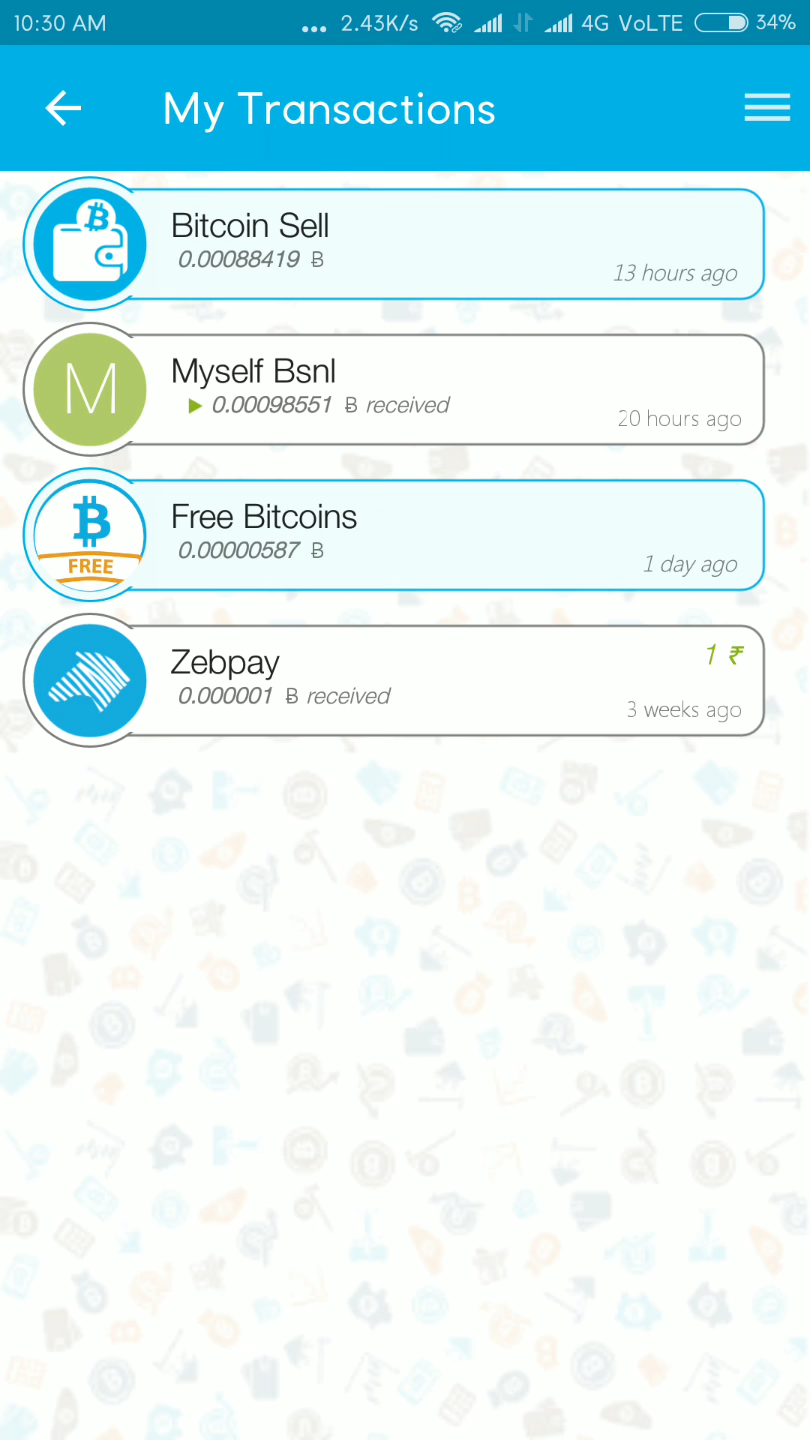 10:30 AM ... 2.43K/s 4G VoLTE 34%
My Transactions
Bitcoin Sell
0.00088419 Ƀ
13 hours ago
M
Myself Bsnl
0.00098551 Ƀ received
20 hours ago
Free Bitcoins
0.00000587 Ƀ
FREE
1 day ago
Zebpay
1 ₹
0.000001 Ƀ received
3 weeks ago